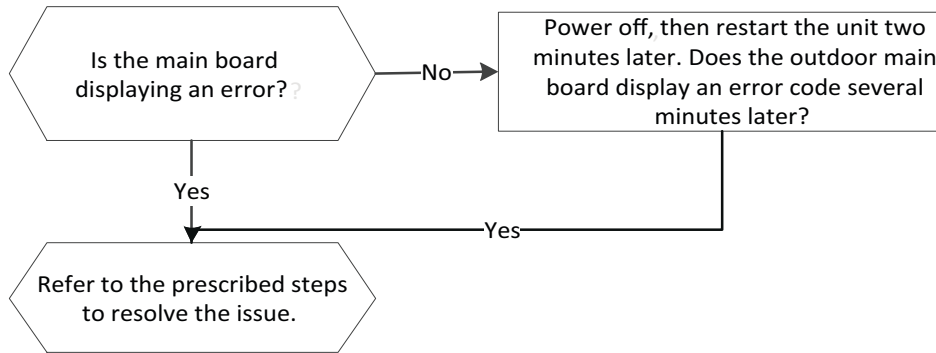 Is the main board
displaying an error?
No
Power off, then restart the unit two
minutes later. Does the outdoor main
board display an error code several
minutes later?
Yes
Yes
Refer to the prescribed steps
to resolve the issue.